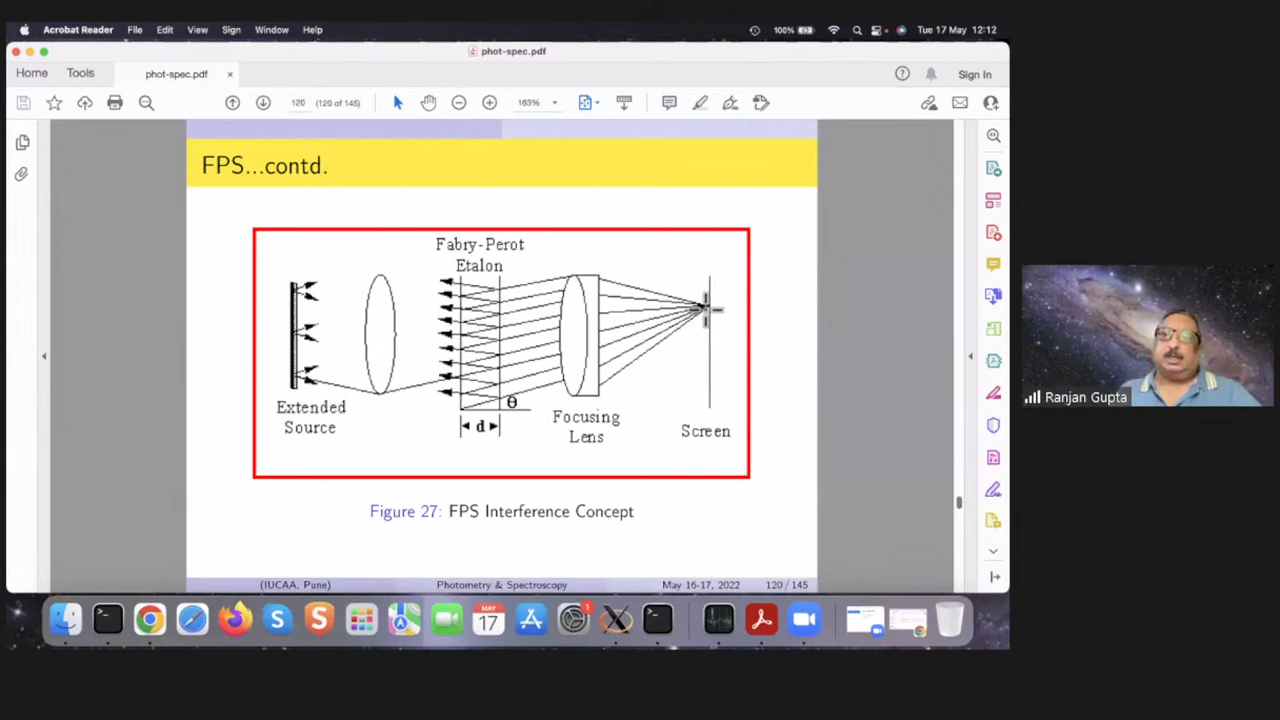 Acrobat Reader File Edit View Sign Window Help 100% Tue 17 May 12:12
phot-spec.pdf
Home Tools phot-spec.pdf × Sign In
120 (120 of 145) 163%
FPS...contd.
Fabry-Perot
Etalon
θ
d
Extended
Source
Focusing
Lens
Screen
Figure 27: FPS Interference Concept
(IUCAA, Pune) Photometry & Spectroscopy May 16-17, 2022 120 / 145
Ranjan Gupta
MAY
17
1